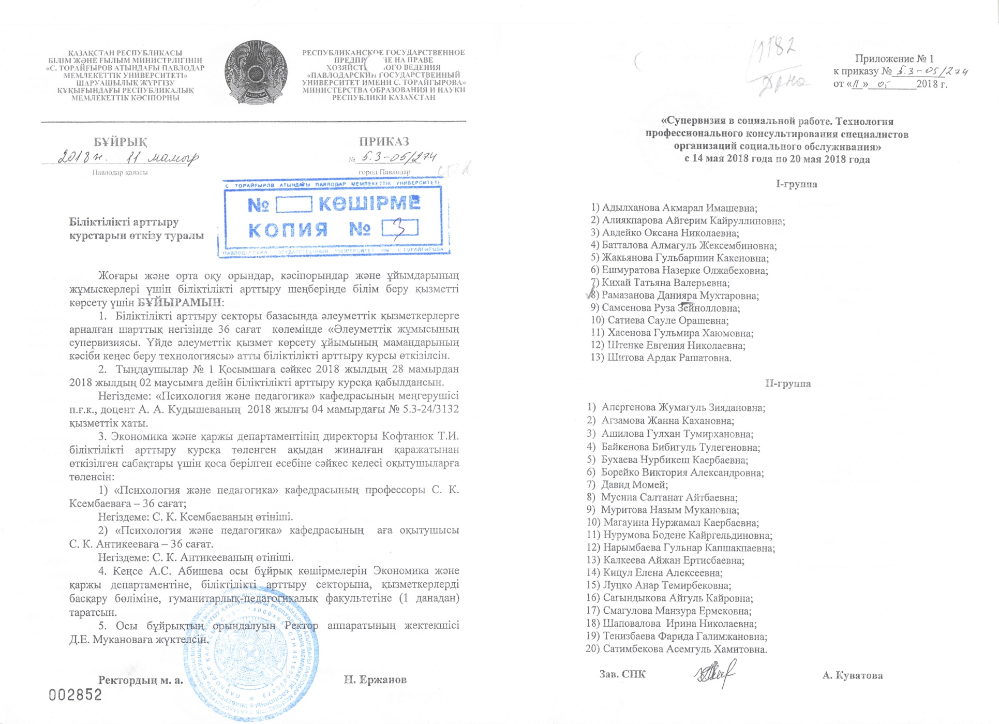 ҚАЗАҚСТАН РЕСПУБЛИКАСЫ
БІЛІМ ЖӘНЕ ҒЫЛЫМ МИНИСТРЛІГІНІҢ
«С. ТОРАЙҒЫРОВ АТЫНДАҒЫ ПАВЛОДАР
МЕМЛЕКЕТТІК УНИВЕРСИТЕТІ»
ШАРУАШЫЛЫҚ ЖҮРГІЗУ
ҚҰҚЫҒЫНДАҒЫ РЕСПУБЛИКАЛЫҚ
МЕМЛЕКЕТТІК КӘСІПОРНЫ
ҚАЗАҚСТАН
РЕСПУБЛИКАНСКОЕ ГОСУДАРСТВЕННОЕ
НА ПРАВЕ
ВЕДЕНИЯ
«ПАВЛОДАРСКИЙ ГОСУДАРСТВЕННЫЙ
УНИВЕРСИТЕТ ИМЕНИ С. ТОРАЙГЫРОВА»
МИНИСТЕРСТВА ОБРАЗОВАНИЯ И НАУКИ
РЕСПУБЛИКИ КАЗАХСТАН
БҰЙРЫҚ
2018 ж. 11 мамыр
Павлодар қаласы
ПРИКАЗ
№ 5.3-05/274
город Павлодар
С ТОРАЙҒЫРОВ АТЫНДАҒЫ ПАВЛОДАР МЕМЛЕКЕТТІК УНИВЕРСИТЕТІ
№ КӨШІРМЕ
КОПИЯ № 3
ПАВЛОДАРСКИЙ ГОСУДАРСТВЕННЫЙ УНИВЕРСИТЕТ ИМ С ТОРАЙГЫРОВА
Біліктілікті арттыру
курстарын өткізу туралы
Жоғары және орта оқу орындар, кәсіпорындар және ұйымдарының
жұмыскерлері үшін біліктілікті арттыру шеңберіңде білім беру қызметті
көрсету үшін БҰЙЫРАМЫН:
1. Біліктілікті арттыру секторы базасында әлеуметтік қызметкерлерге
арналған шарттық негізінде 36 сағат көлемінде «Әлеуметтік жұмысының
супервизиясы. Үйде әлеуметтік қызмет көрсету ұйымының мамандарының
кәсіби кеңес беру технологиясы» атты біліктілікті арттыру курсы өткізілсін.
2. Тыңдаушылар № 1 Қосымшаға сәйкес 2018 жылдың 28 мамырдан
2018 жылдың 02 маусымға дейін біліктілікті арттыру курсқа қабылдансын.
Негіздеме: «Психология және педагогика» кафедрасының меңгерушісі
п.ғ.к., доцент А. А. Кудышеваның 2018 жылғы 04 мамырдағы № 5.3-24/3132
қызметтік хаты.
3. Экономика және қаржы департаментінің директоры Кофтанюк Т.И.
біліктілікті арттыру курсқа төленген ақыдан жиналған қаражатынан
өткізілген сабақтары үшін қоса берілген есебіне сәйкес келесі оқытушыларға
төленсін:
1) «Психология және педагогика» кафедрасының профессоры С. К.
Ксембаеваға – 36 сағат;
Негіздеме: С. К. Ксембаеваның өтініші.
2) «Психология және педагогика» кафедрасының аға оқытушысы
С. К. Антикееваға – 36 сағат.
Негіздеме: С. К. Антикееваның өтініші.
4. Кеңсе А.С. Абишева осы бұйрық көшірмелерін Экономика және
қаржы департаментіне, біліктілікті арттыру секторына, қызметкерлерді
басқару бөліміне, гуманитарлық-педагогикалық факультетіне (1 данадан)
таратсын.
5. Осы бұйрықтың орындалуын Ректор аппаратының жектекшісі
Д.Е. Мукановаға жүктелсін.
Ректордың м. а. Н. Ержанов
002852
1182
Приложение № 1
к приказу № 5.3-05/274
от «11» 05 2018 г.
«Супервизия в социальной работе. Технология
профессионального консультирования специалистов
организаций социального обслуживания»
с 14 мая 2018 года по 20 мая 2018 года
I-группа
1) Адылханова Акмарал Имашевна;
2) Алиякпарова Айгерим Кайруллиновна;
3) Авдейко Оксана Николаевна;
4) Батталова Алмагуль Жексембиновна;
5) Жакьянова Гульбаршин Какеновна;
6) Ешмуратова Назерке Олжабековна;
7) Кихай Татьяна Валерьевна;
8) Рамазанова Данияра Мухтаровна;
9) Самсенова Руза Зейнолловна;
10) Сатиева Сауле Орашевна;
11) Хасенова Гульмира Хаюмовна;
12) Штенке Евгения Николаевна;
13) Шитова Ардак Рашатовна.
II-группа
1) Апергенова Жумагуль Зиядановна;
2) Агзамова Жанна Кахановна;
3) Ашилова Гулхан Тумирхановна;
4) Байкенова Бибигуль Тулегеновна;
5) Бухаева Нурбикеш Каербаевна;
6) Борейко Виктория Александровна;
7) Давид Момей;
8) Мусина Салтанат Айтбаевна;
9) Муритова Назым Мукановна;
10) Магауина Нуржамал Каербаевна;
11) Нурумова Бодене Кайргельдиновна;
12) Нарымбаева Гульнар Капшакпаевна;
13) Калкеева Айжан Ертисбаевна;
14) Кицул Елена Алексеевна;
15) Луцко Анар Темирбековна;
16) Сагындыкова Айгуль Кайровна;
17) Смагулова Манзура Ермековна;
18) Шаповалова Ирина Николаевна;
19) Тенизбаева Фарида Галимжановна;
20) Сатимбекова Асемгуль Хамитовна.
Зав. СПК А. Куватова